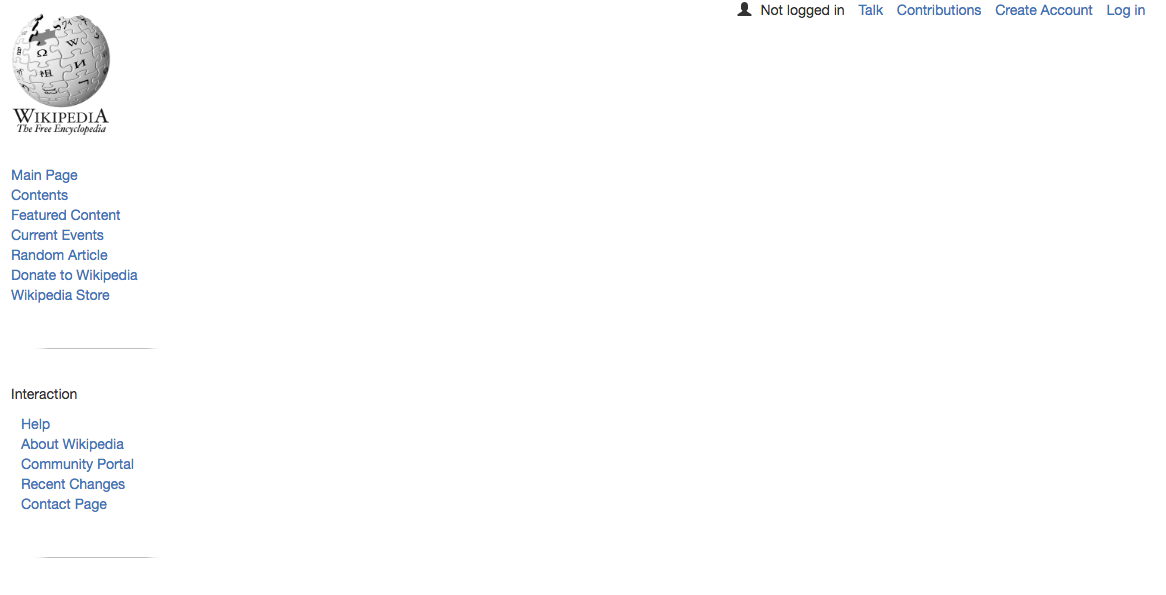 Not logged in Talk Contributions Create Account Log in
WIKIPEDIA
The Free Encyclopedia
Main Page
Contents
Featured Content
Current Events
Random Article
Donate to Wikipedia
Wikipedia Store
Interaction
Help
About Wikipedia
Community Portal
Recent Changes
Contact Page